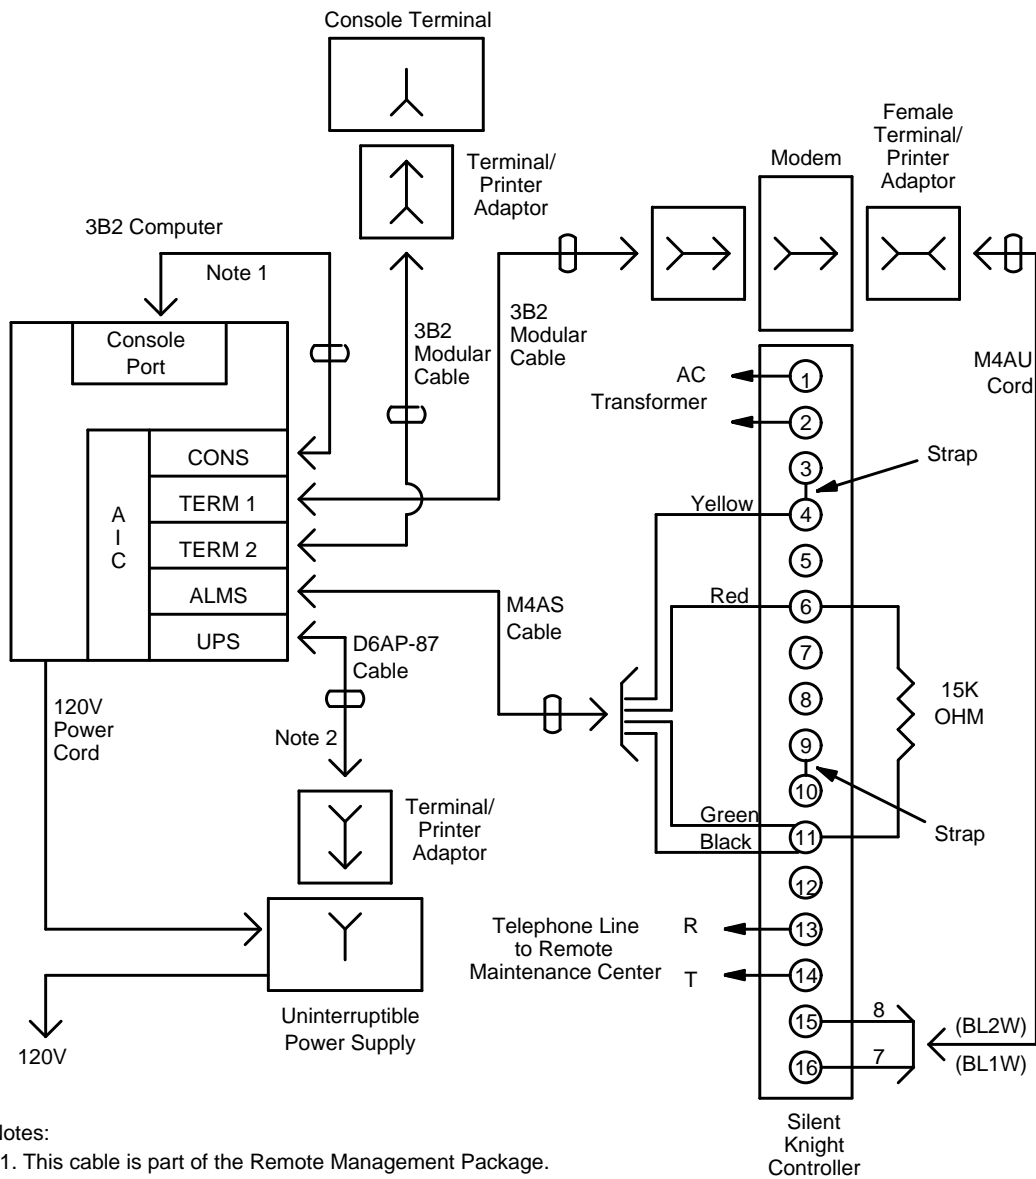 Console Terminal
Terminal/
Printer
Adaptor
Modem
Female
Terminal/
Printer
Adaptor
3B2 Computer
Note 1
Console
Port
3B2
Modular
Cable
3B2
Modular
Cable
M4AU
Cord
AC
Transformer
1
2
3
4
5
6
7
8
9
10
11
12
13
14
15
16
Strap
Yellow
Red
15K
OHM
Green
Black
Strap
A
I
C
CONS
TERM 1
TERM 2
ALMS
UPS
M4AS
Cable
D6AP-87
Cable
120V
Power
Cord
Note 2
Terminal/
Printer
Adaptor
Telephone Line
to Remote
Maintenance Center
R
T
Uninterruptible
Power Supply
120V
8
7
(BL2W)
(BL1W)
Silent
Knight
Controller
lotes:
1. This cable is part of the Remote Management Package.